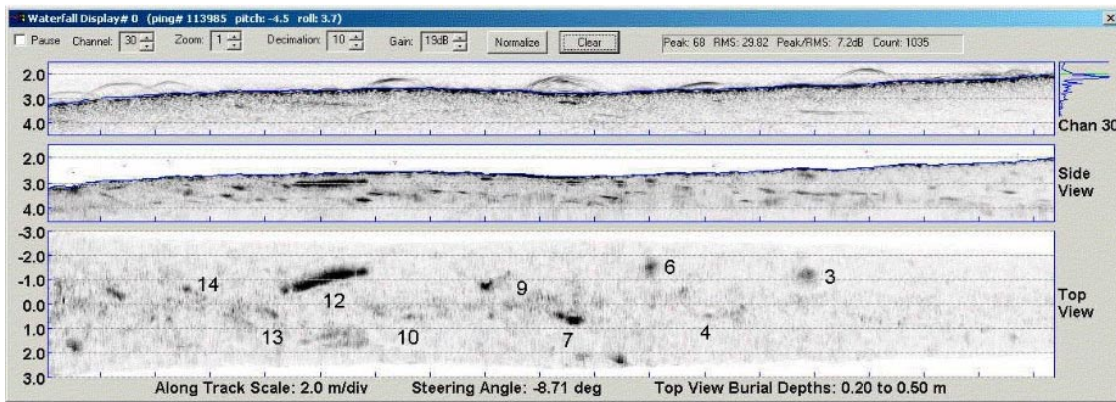 Waterfall Display# 0 (ping# 113985 pitch: -4.5 roll: 3.7)
Pause Channel: 30 Zoom: 1 Decimation: 10 Gain: 19dB Normalize Clear Peak: 68 RMS: 29.82 Peak/RMS: 7.2dB Count: 1035
2.0
3.0
4.0
Chan 30
2.0
3.0
4.0
Side
View
-3.0
-2.0
-1.0
0.0
1.0
2.0
3.0
14
13
12
10
9
7
6
4
3
Top
View
Along Track Scale: 2.0 m/div Steering Angle: -8.71 deg Top View Burial Depths: 0.20 to 0.50 m